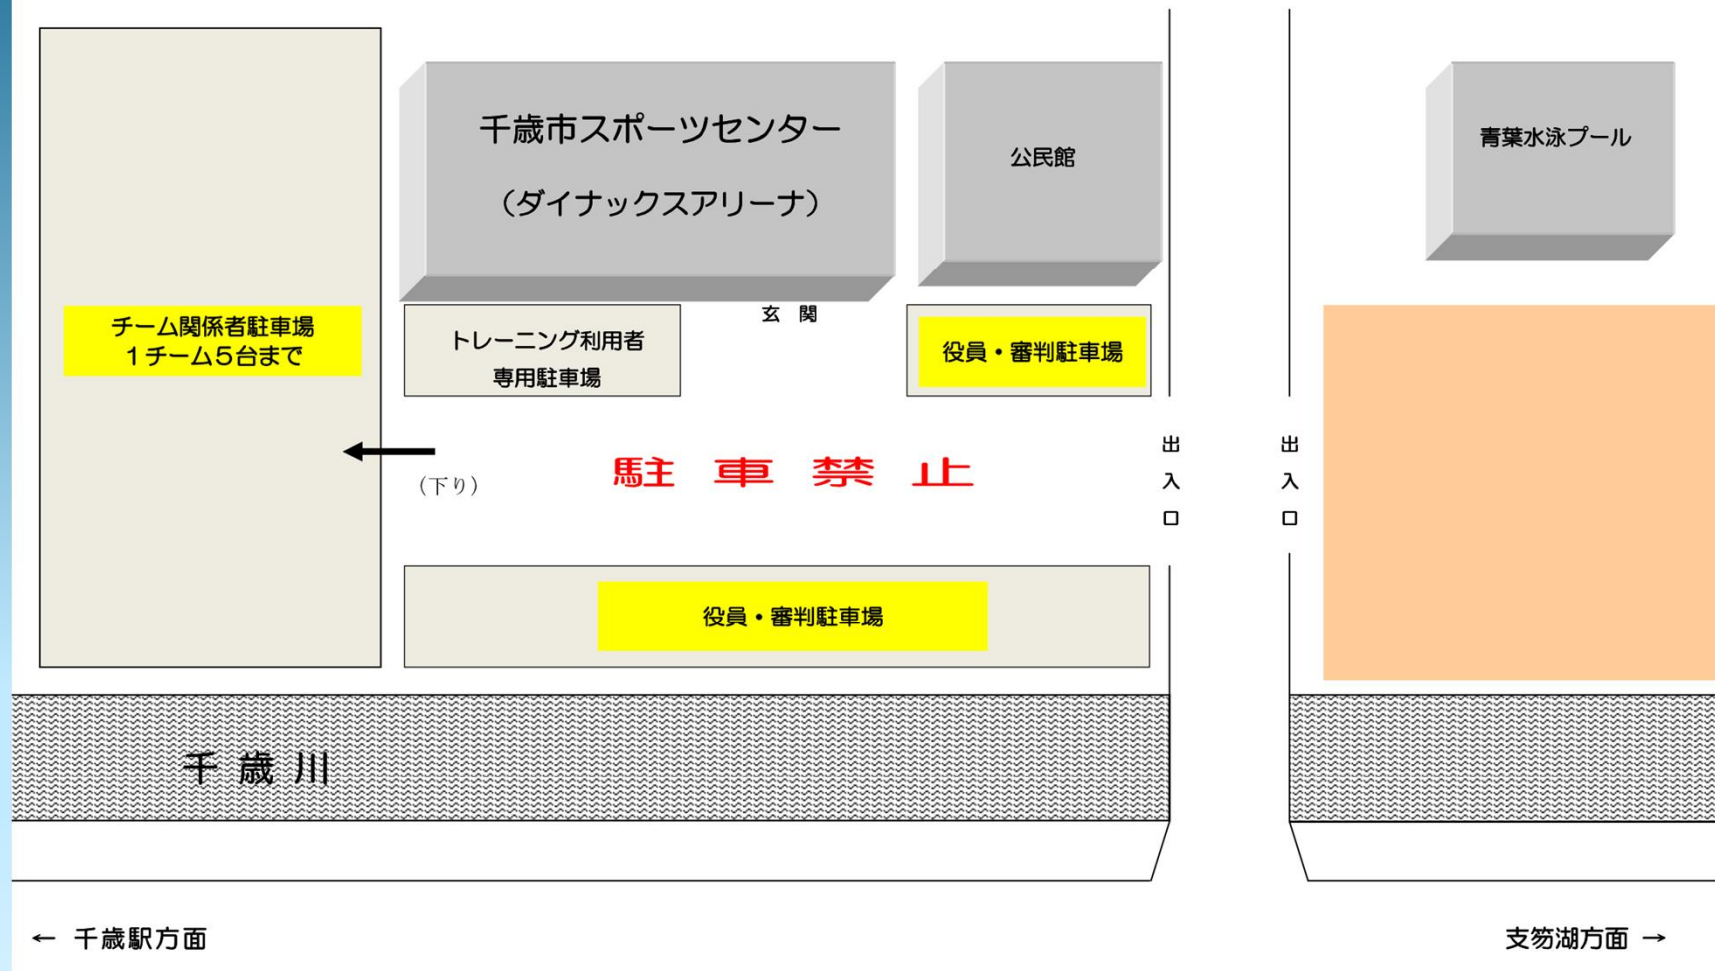 千歳市スポーツセンター
(ダイナックスアリーナ)
公民館
青葉水泳プール
チーム関係者駐車場
1チーム5台まで
トレーニング利用者
専用駐車場
玄 関
役員・審判駐車場
(下り)
駐 車 禁 止
出
入
口
出
入
口
役員・審判駐車場
千 歳 川
← 千歳駅方面
支笏湖方面 →